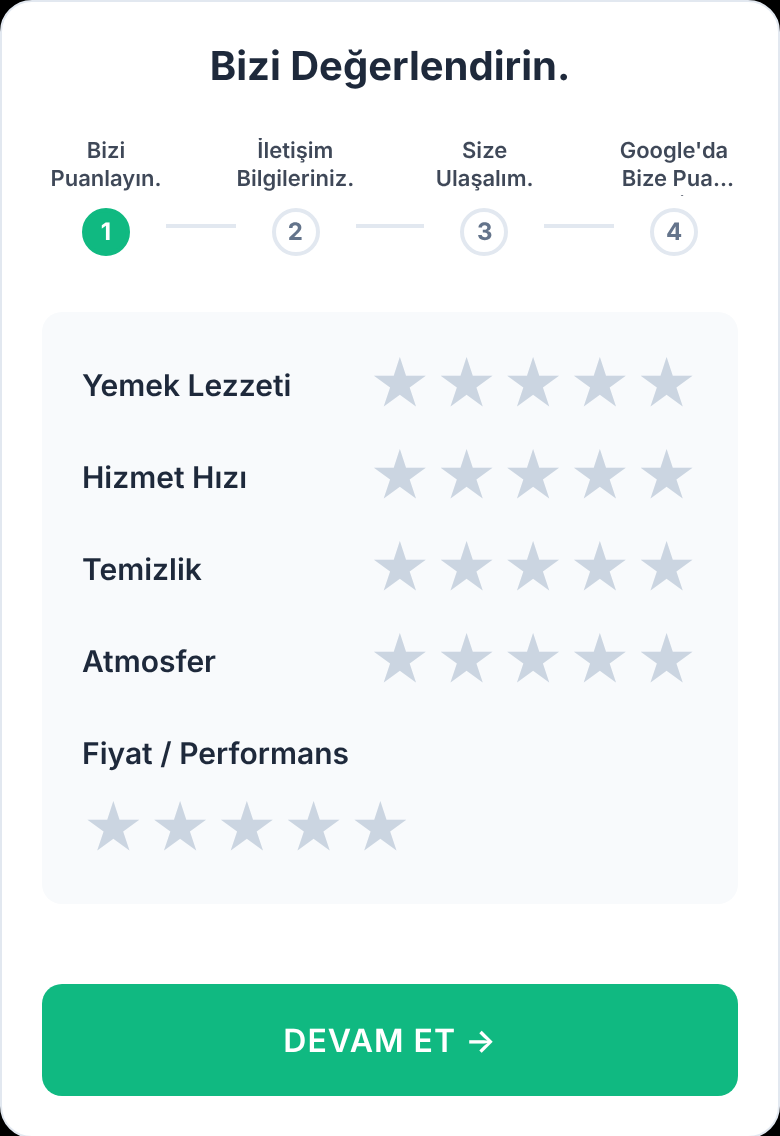 Bizi Değerlendirin.
Bizi
Puanlayın.
İletişim
Bilgileriniz.
Size
Ulaşalım.
Google'da
Bize Pua...
1
2
3
4
Yemek Lezzeti
Hizmet Hızı
Temizlik
Atmosfer
Fiyat / Performans
DEVAM ET →